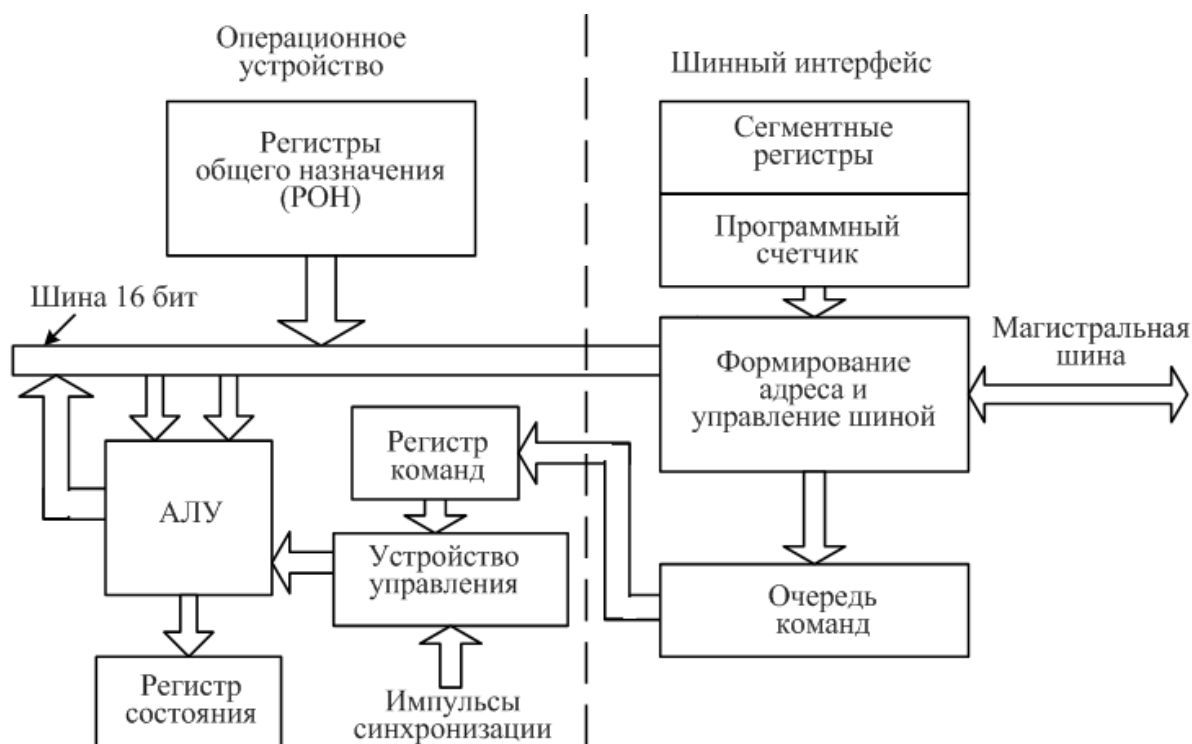 Операционное
устройство
Шинный интерфейс
Регистры
общего назначения
(РОН)
Сегментные
регистры
Программный
счетчик
Шина 16 бит
Формирование
адреса и
управление шиной
Магистральная
шина
Регистр
команд
АЛУ
Устройство
управления
Очередь
команд
Регистр
состояния
Импульсы
синхронизации